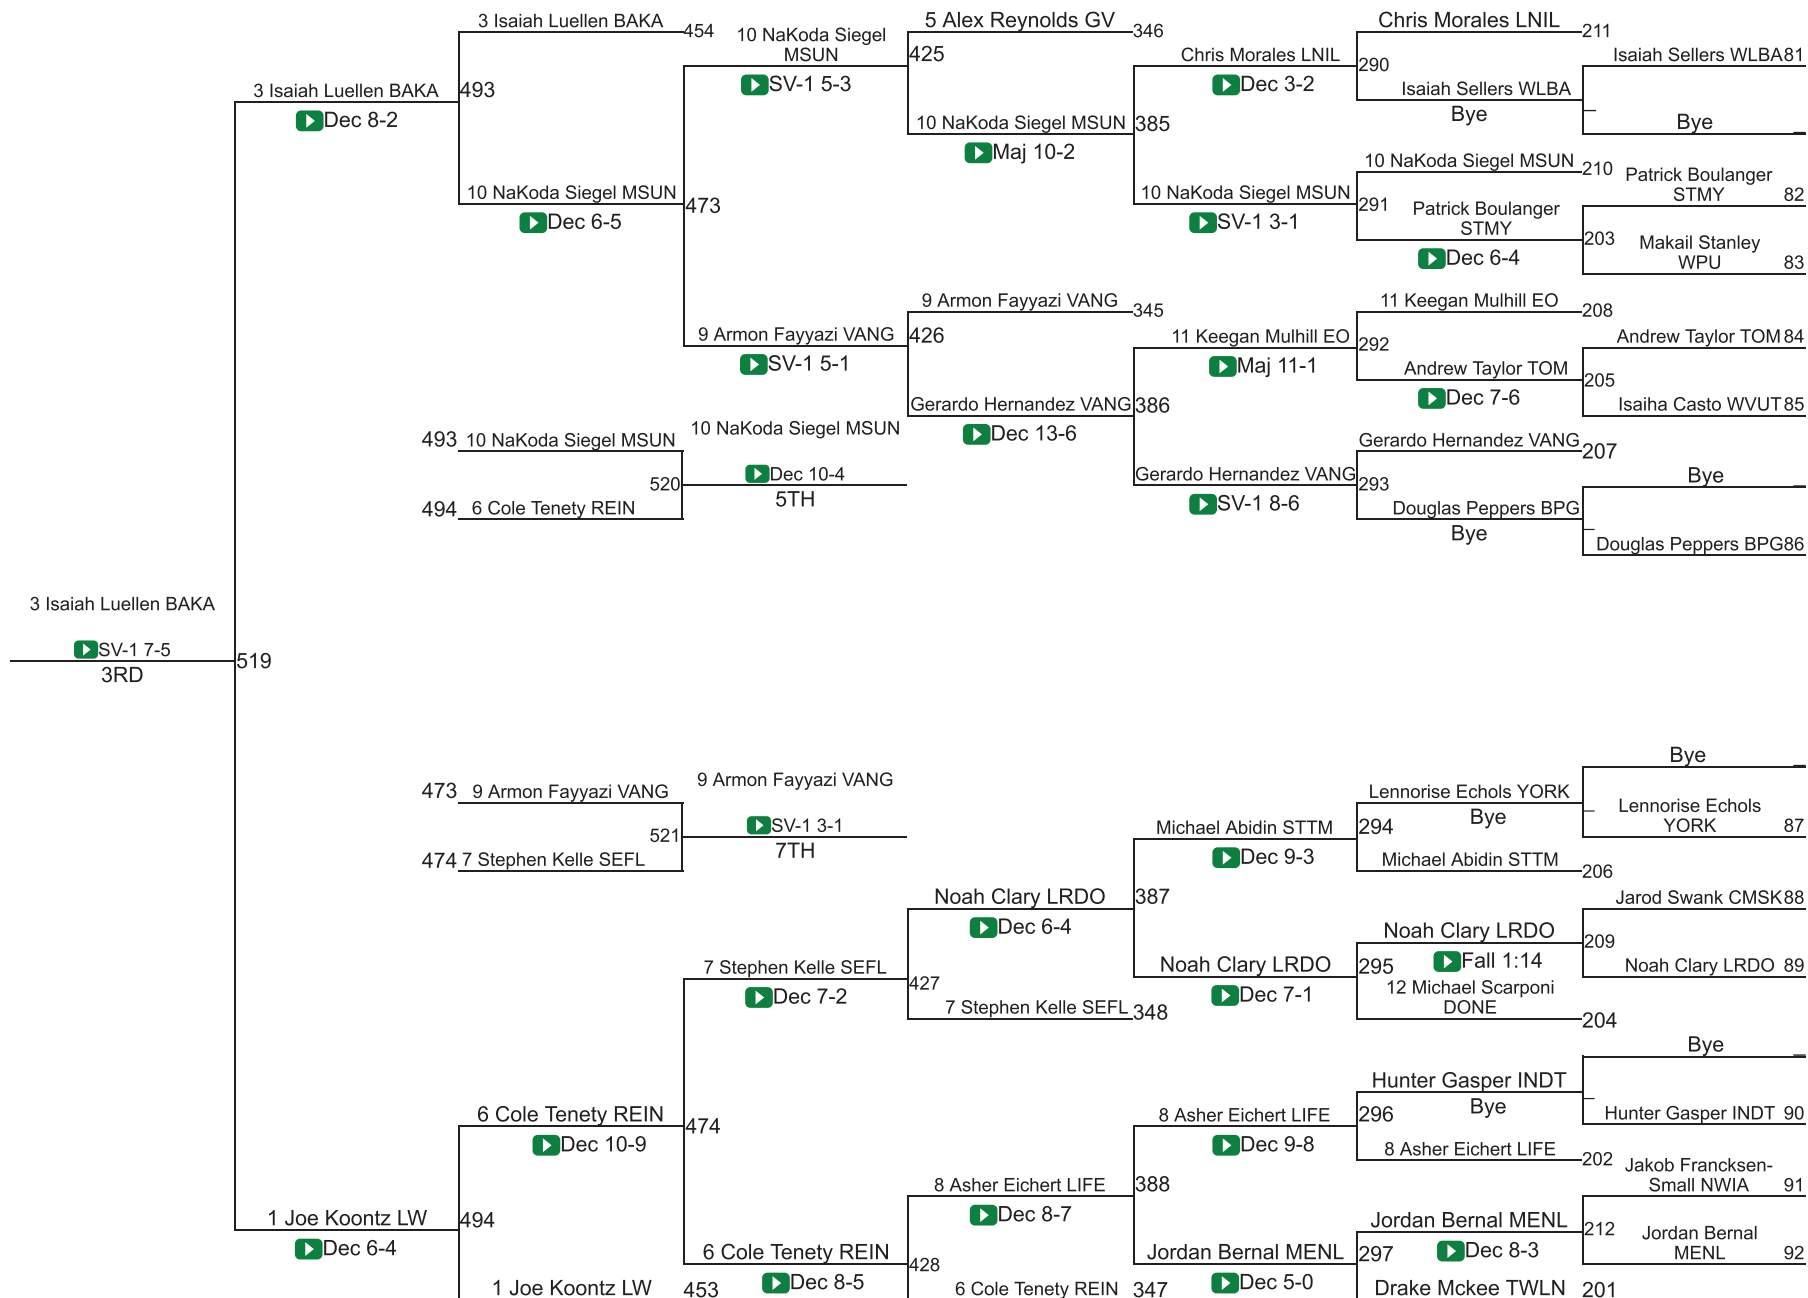 3 Isaiah Luellen BAKA
454
10 NaKoda Siegel
MSUN
SV-1 5-3
5 Alex Reynolds GV
346
425
Chris Morales LNIL
Dec 3-2
Chris Morales LNIL
211
290
Isaiah Sellers WLBA
Bye
Isaiah Sellers WLBA81
_
Bye
_
3 Isaiah Luellen BAKA
Dec 8-2
493
10 NaKoda Siegel MSUN
Maj 10-2
385
10 NaKoda Siegel MSUN
210
Patrick Boulanger
STMY
82
10 NaKoda Siegel MSUN
Dec 6-5
473
10 NaKoda Siegel MSUN
SV-1 3-1
291
Patrick Boulanger
STMY
Dec 6-4
203
Makail Stanley
WPU
83
9 Armon Fayyazi VANG
345
11 Keegan Mulhill EO
208
9 Armon Fayyazi VANG
SV-1 5-1
426
11 Keegan Mulhill EO
Maj 11-1
292
Andrew Taylor TOM84
Andrew Taylor TOM
Dec 7-6
205
Isaiha Casto WVUT85
Gerardo Hernandez VANG
Dec 13-6
386
493 10 NaKoda Siegel MSUN
10 NaKoda Siegel MSUN
Dec 10-4
5TH
520
494 6 Cole Tenety REIN
Gerardo Hernandez VANG
207
Gerardo Hernandez VANG
SV-1 8-6
293
Bye
_
Douglas Peppers BPG
Bye
_
Douglas Peppers BPG86
3 Isaiah Luellen BAKA
SV-1 7-5
3RD
519
Bye
_
473 9 Armon Fayyazi VANG
9 Armon Fayyazi VANG
SV-1 3-1
7TH
521
474 7 Stephen Kelle SEFL
Lennorise Echols YORK
Bye
_
Lennorise Echols
YORK
87
Michael Abidin STTM
Dec 9-3
294
Michael Abidin STTM
206
Noah Clary LRDO
Dec 6-4
387
Jarod Swank CMSK88
Noah Clary LRDO
Fall 1:14
209
Noah Clary LRDO 89
7 Stephen Kelle SEFL
Dec 7-2
427
Noah Clary LRDO
Dec 7-1
295
12 Michael Scarponi
DONE
204
7 Stephen Kelle SEFL
348
Bye
_
Hunter Gasper INDT
Bye
_
Hunter Gasper INDT 90
6 Cole Tenety REIN
Dec 10-9
474
8 Asher Eichert LIFE
Dec 9-8
296
8 Asher Eichert LIFE
202
Jakob Francksen-
Small NWIA
91
8 Asher Eichert LIFE
Dec 8-7
388
1 Joe Koontz LW
Dec 6-4
494
Jordan Bernal MENL
Dec 8-3
212
Jordan Bernal
MENL
92
6 Cole Tenety REIN
Dec 8-5
428
Jordan Bernal MENL
Dec 5-0
297
1 Joe Koontz LW
453
6 Cole Tenety REIN
347
Drake Mckee TWLN
201